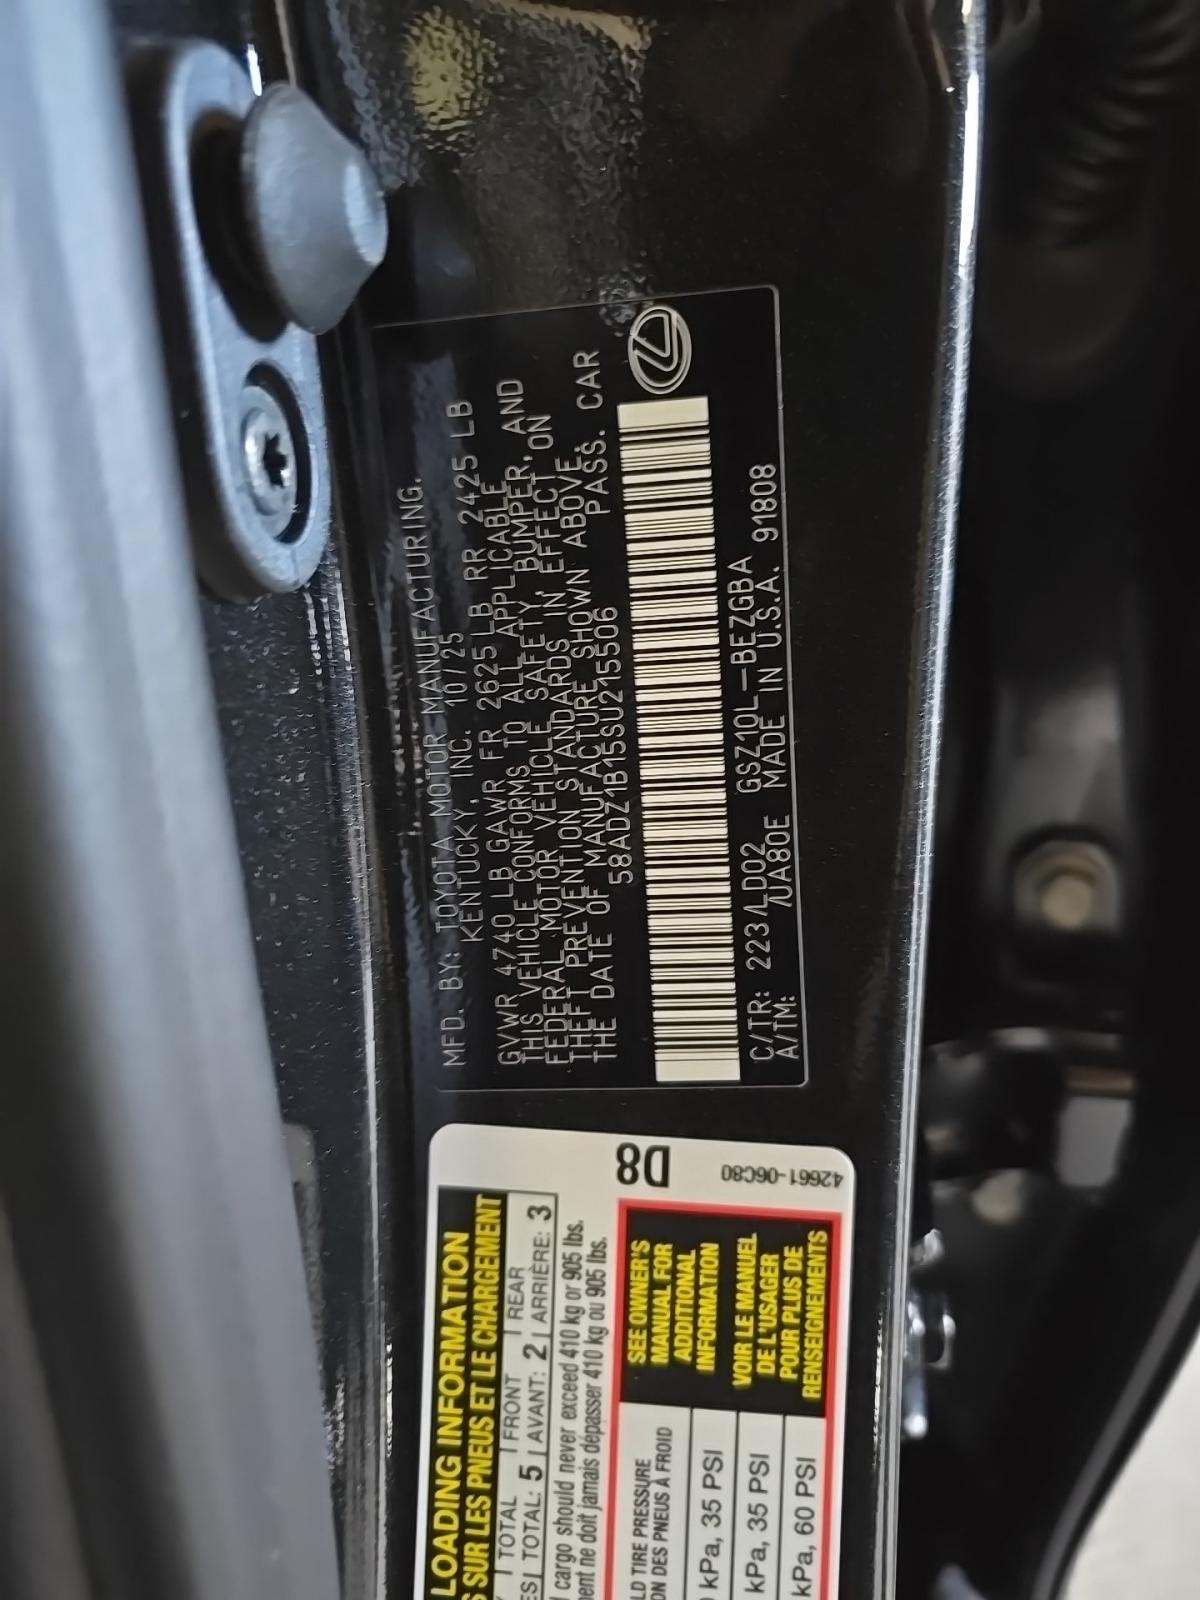 MFD. BY: TOYOTA MOTOR MANUFACTURING,
KENTUCKY, INC. 10/25
GVWR 4740 LB GAWR FR 2625 LB RR 2425 LB
THIS VEHICLE CONFORMS TO ALL APPLICABLE
FEDERAL MOTOR VEHICLE SAFETY, BUMPER, AND
THEFT PREVENTION STANDARDS IN EFFECT ON
THE DATE OF MANUFACTURE SHOWN ABOVE.
58ADZ1B15SU215506 PASS. CAR
C/TR: 223/LD02 GSZ10L-BEZGBA
A/TM: /UA80E MADE IN U.S.A. 91808
D8
42661-06C80
LOADING INFORMATION
SUR LES PNEUS ET LE CHARGEMENT
TOTAL FRONT REAR
TOTAL: 5 AVANT: 2 ARRIÈRE: 3
cargo should never exceed 410 kg or 905 lbs.
ne doit jamais dépasser 410 kg ou 905 lbs.
TIRE PRESSURE
DES PNEUS À FROID
kPa, 35 PSI
kPa, 35 PSI
kPa, 60 PSI
SEE OWNER'S
MANUAL FOR
ADDITIONAL
INFORMATION
VOIR LE MANUEL
DE L'USAGER
POUR PLUS DE
RENSEIGNEMENTS